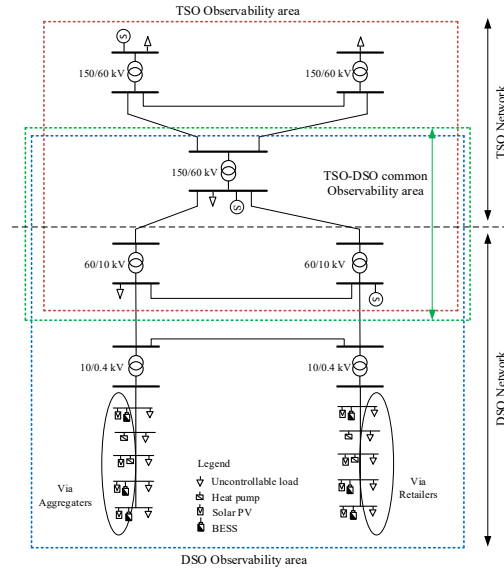 TSO Observability area
S
150/60 kV
150/60 kV
TSO Network
150/60 kV
TSO-DSO common
Observability area
S
60/10 kV
60/10 kV
S
10/0.4 kV
10/0.4 kV
DSO Network
Via
Aggregaters
Legend
Uncontrollable load
Heat pump
Solar PV
BESS
Via
Retailers
DSO Observability area